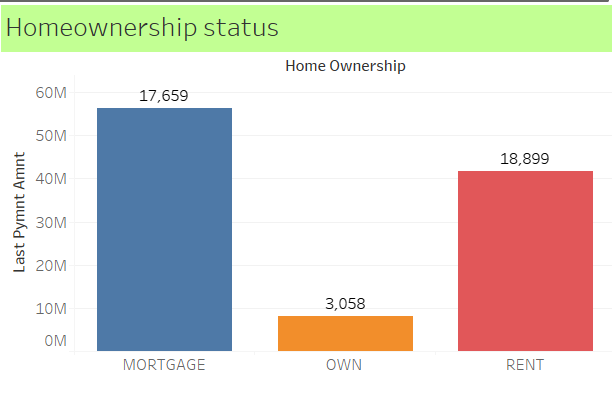 Homeownership status
Home Ownership
Last Pymnt Amnt
60M
50M
40M
30M
20M
10M
0M
17,659
3,058
18,899
MORTGAGE
OWN
RENT